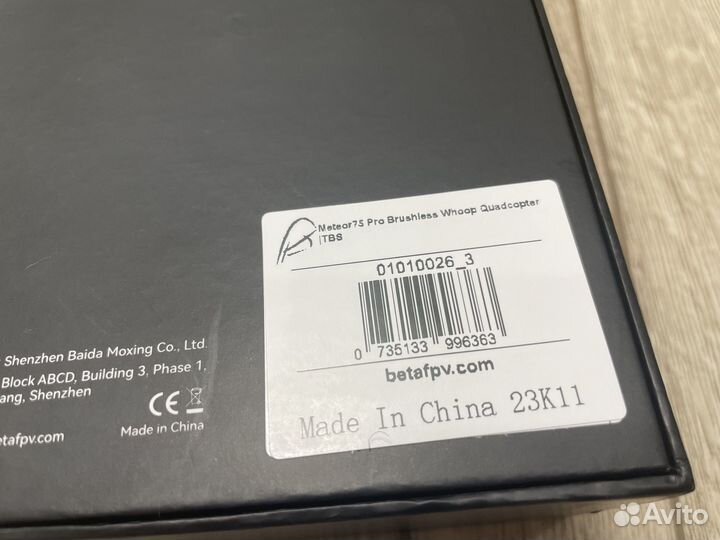 Meteor75 Pro Brushless Whoop Quadcopter
|TBS
01010026_3
0 735133 996363
betafpv.com
Made In China 23K11
Shenzhen Baida Moxing Co., Ltd.
Block ABCD, Building 3, Phase 1,
ang, Shenzhen
CE
etafpv.com
Made in China
Avito